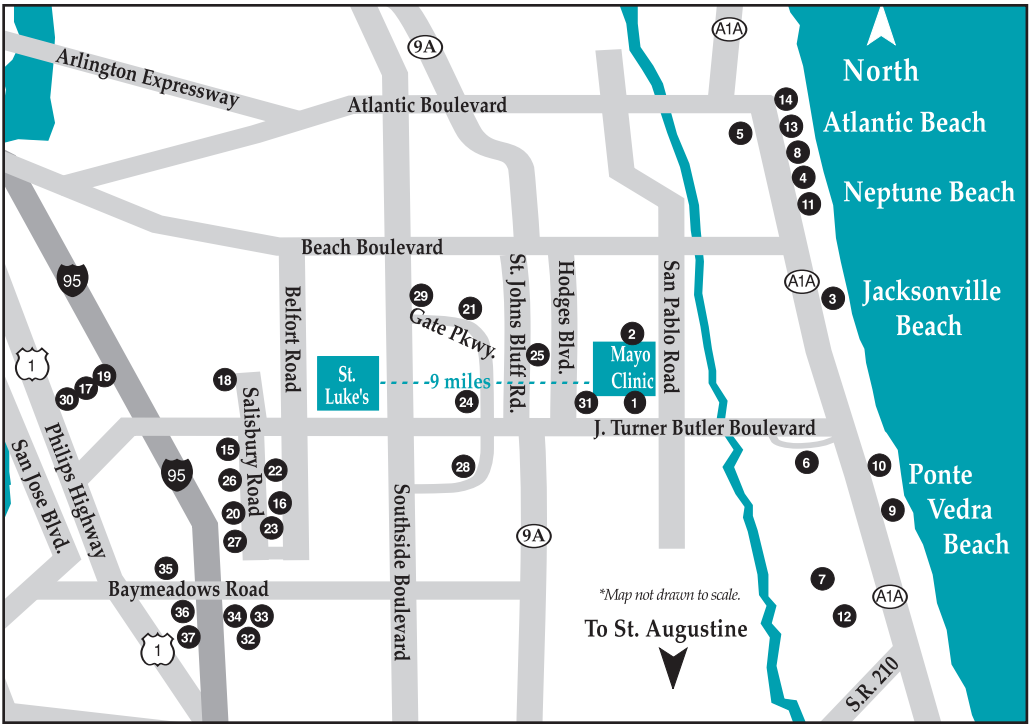 9A
A1A
North
Arlington Expressway
Atlantic Boulevard
14
13
Atlantic Beach
5
8
4
Neptune Beach
11
Beach Boulevard
95
A1A
Jacksonville
Beach
3
Belfort Road
29
21
Gate Pkwy.
St. Johns Bluff Rd.
Hodges Blvd.
San Pablo Road
25
2
Mayo
Clinic
1
St.
Luke's
9 miles
24
31
1
30
17
19
18
J. Turner Butler Boulevard
Philips Highway
San Jose Blvd.
95
Salisbury Road
15
26
20
27
22
16
23
28
Southside Boulevard
9A
6
10
9
Ponte
Vedra
Beach
35
Baymeadows Road
36
37
34
33
32
1
*Map not drawn to scale.
To St. Augustine
7
12
A1A
S.R. 210